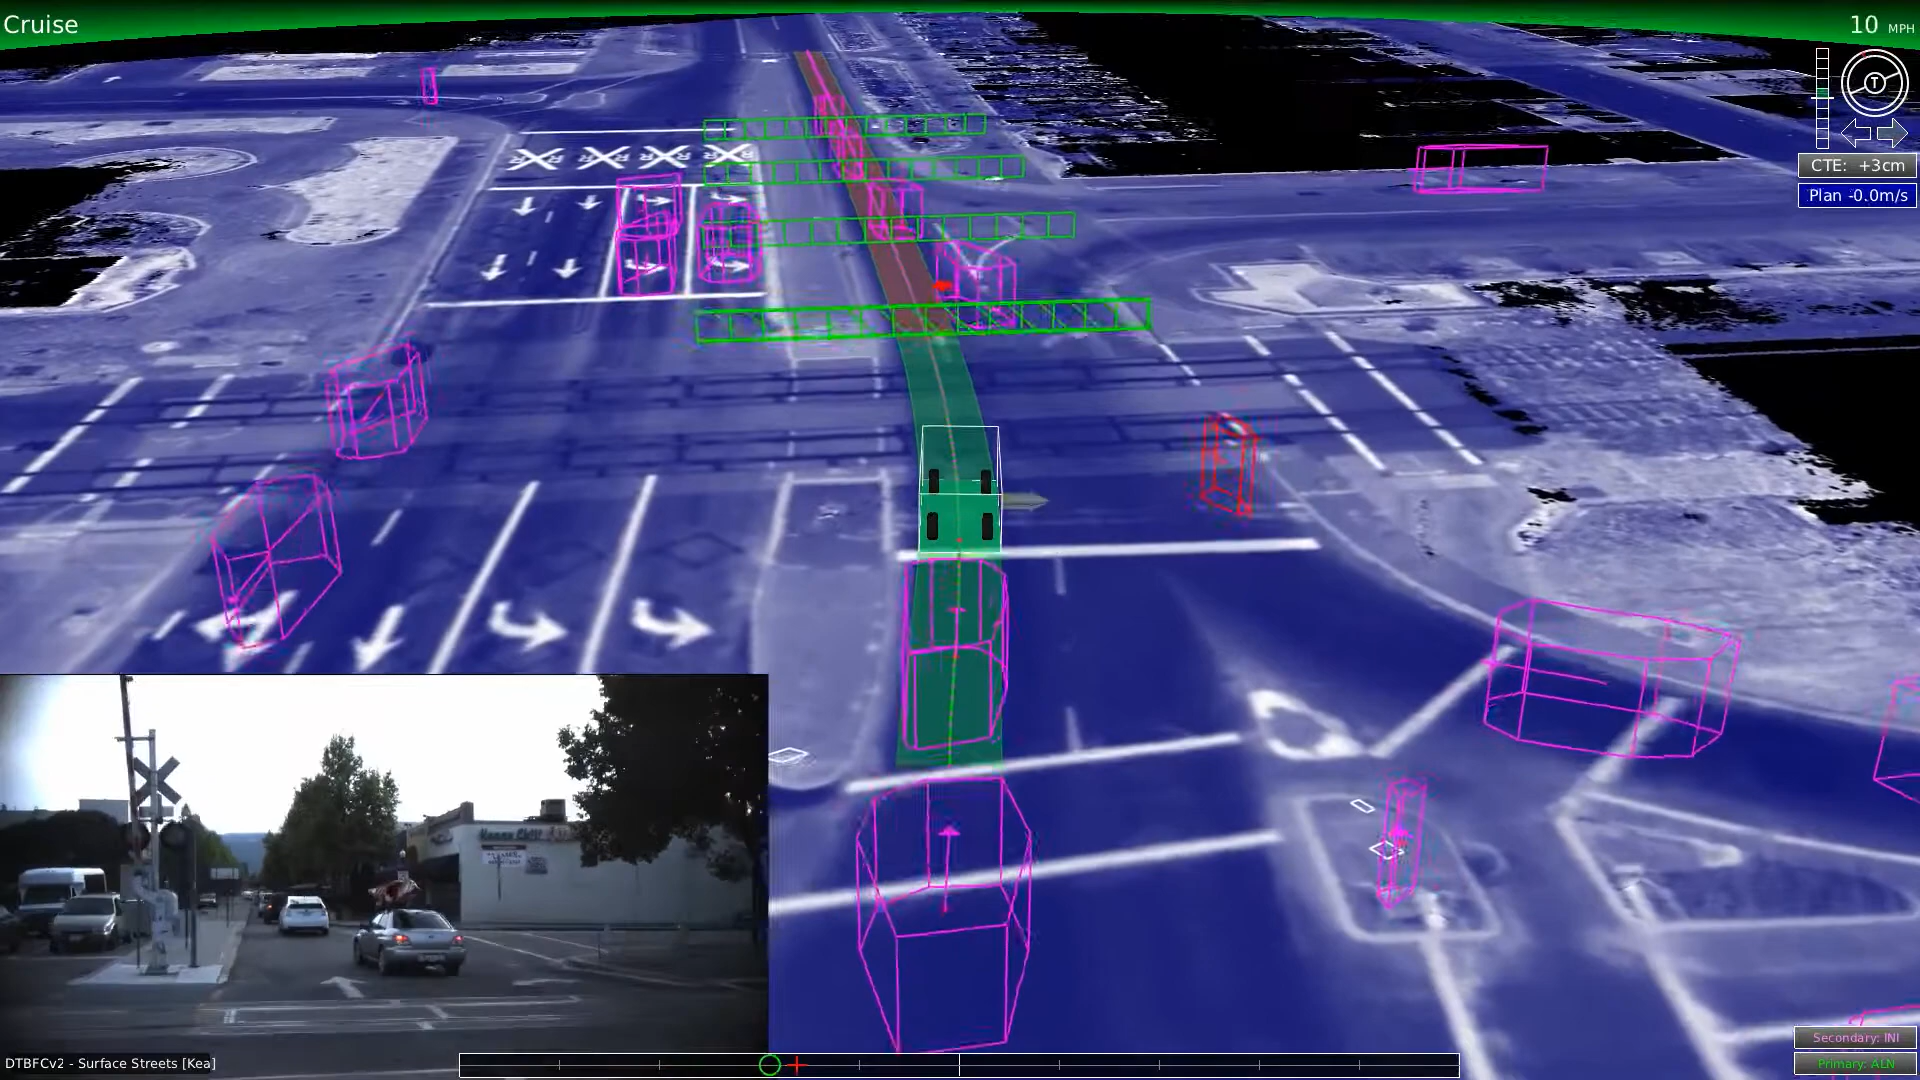 Cruise
10 MPH
T
CTE: +3cm
Plan -0.0m/s
DTBFCv2 - Surface Streets [Kea]
Secondary: INI
Primary: ALN